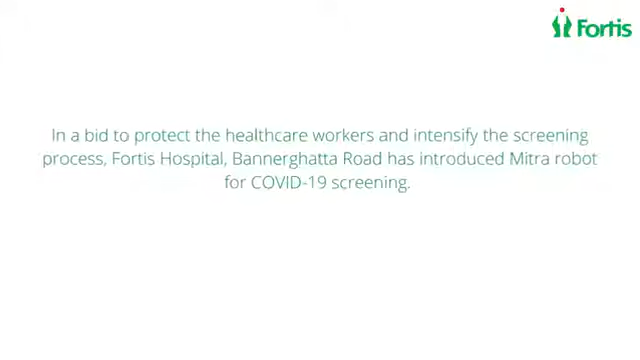 Fortis
In a bid to protect the healthcare workers and intensify the screening
process, Fortis Hospital, Bannerghatta Road has introduced Mitra robot
for COVID-19 screening.